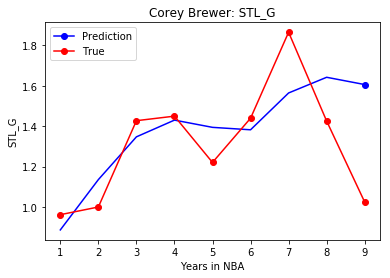 Corey Brewer: STL_G
Prediction
True
STL_G
1.8
1.6
1.4
1.2
1.0
1 2 3 4 5 6 7 8 9
Years in NBA